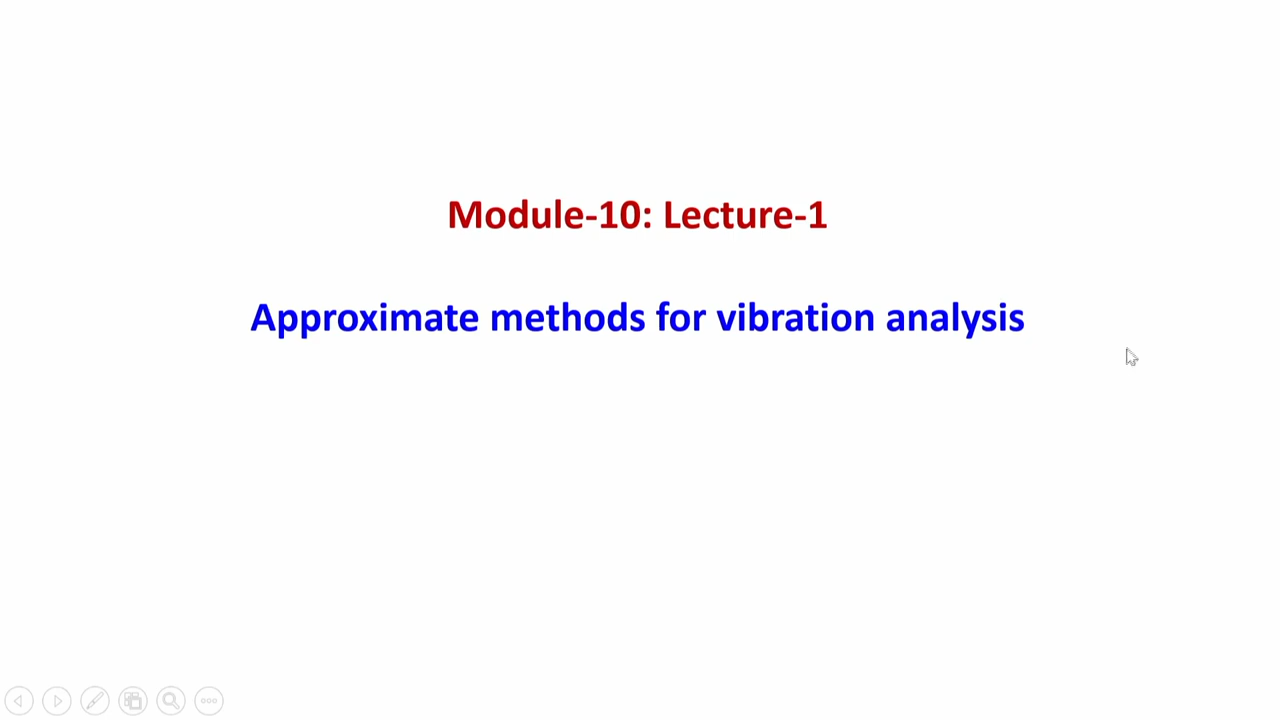 Module-10: Lecture-1
Approximate methods for vibration analysis